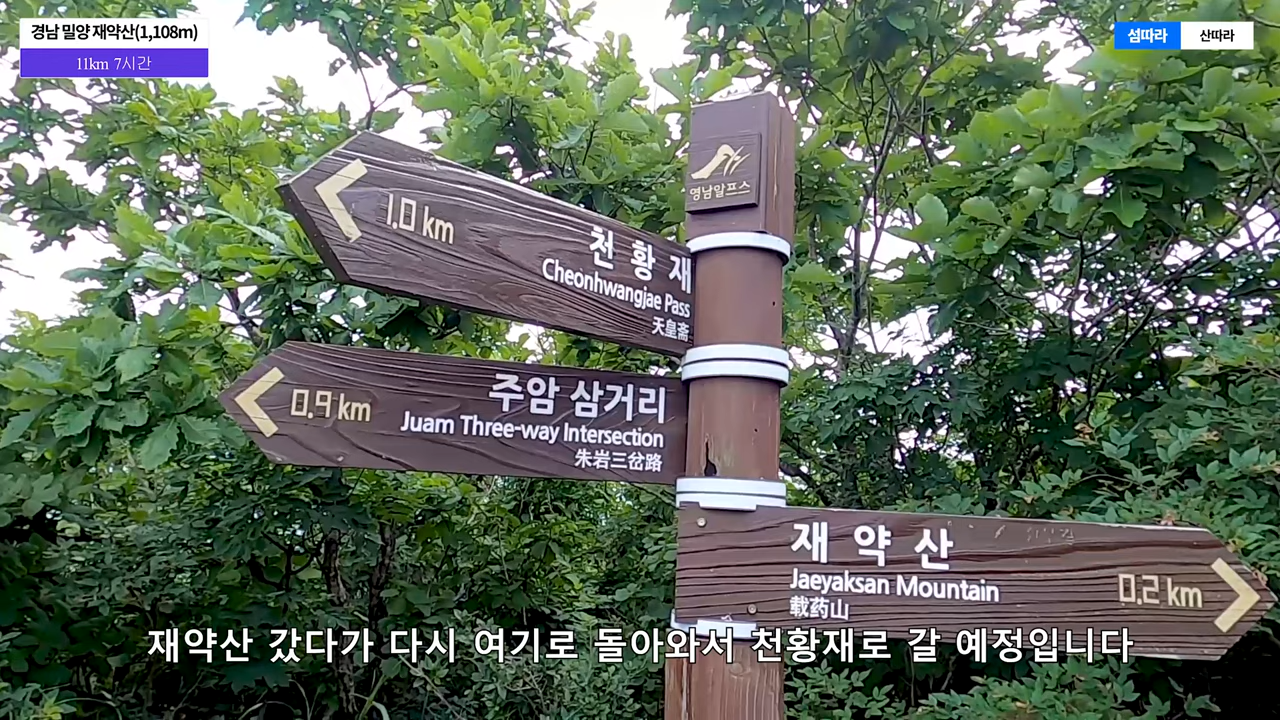 경남 밀양 재약산(1,108m)
11km 7시간
섬따라 산따라
영남알프스
1.0 km
천황재
Cheonhwangjae Pass
天皇斋
0.9 km
주암 삼거리
Juam Three-way Intersection
朱岩三岔路
재약산
Jaeyaksan Mountain
载药山
0.2 km
재약산 갔다가 다시 여기로 돌아와서 천황재로 갈 예정입니다